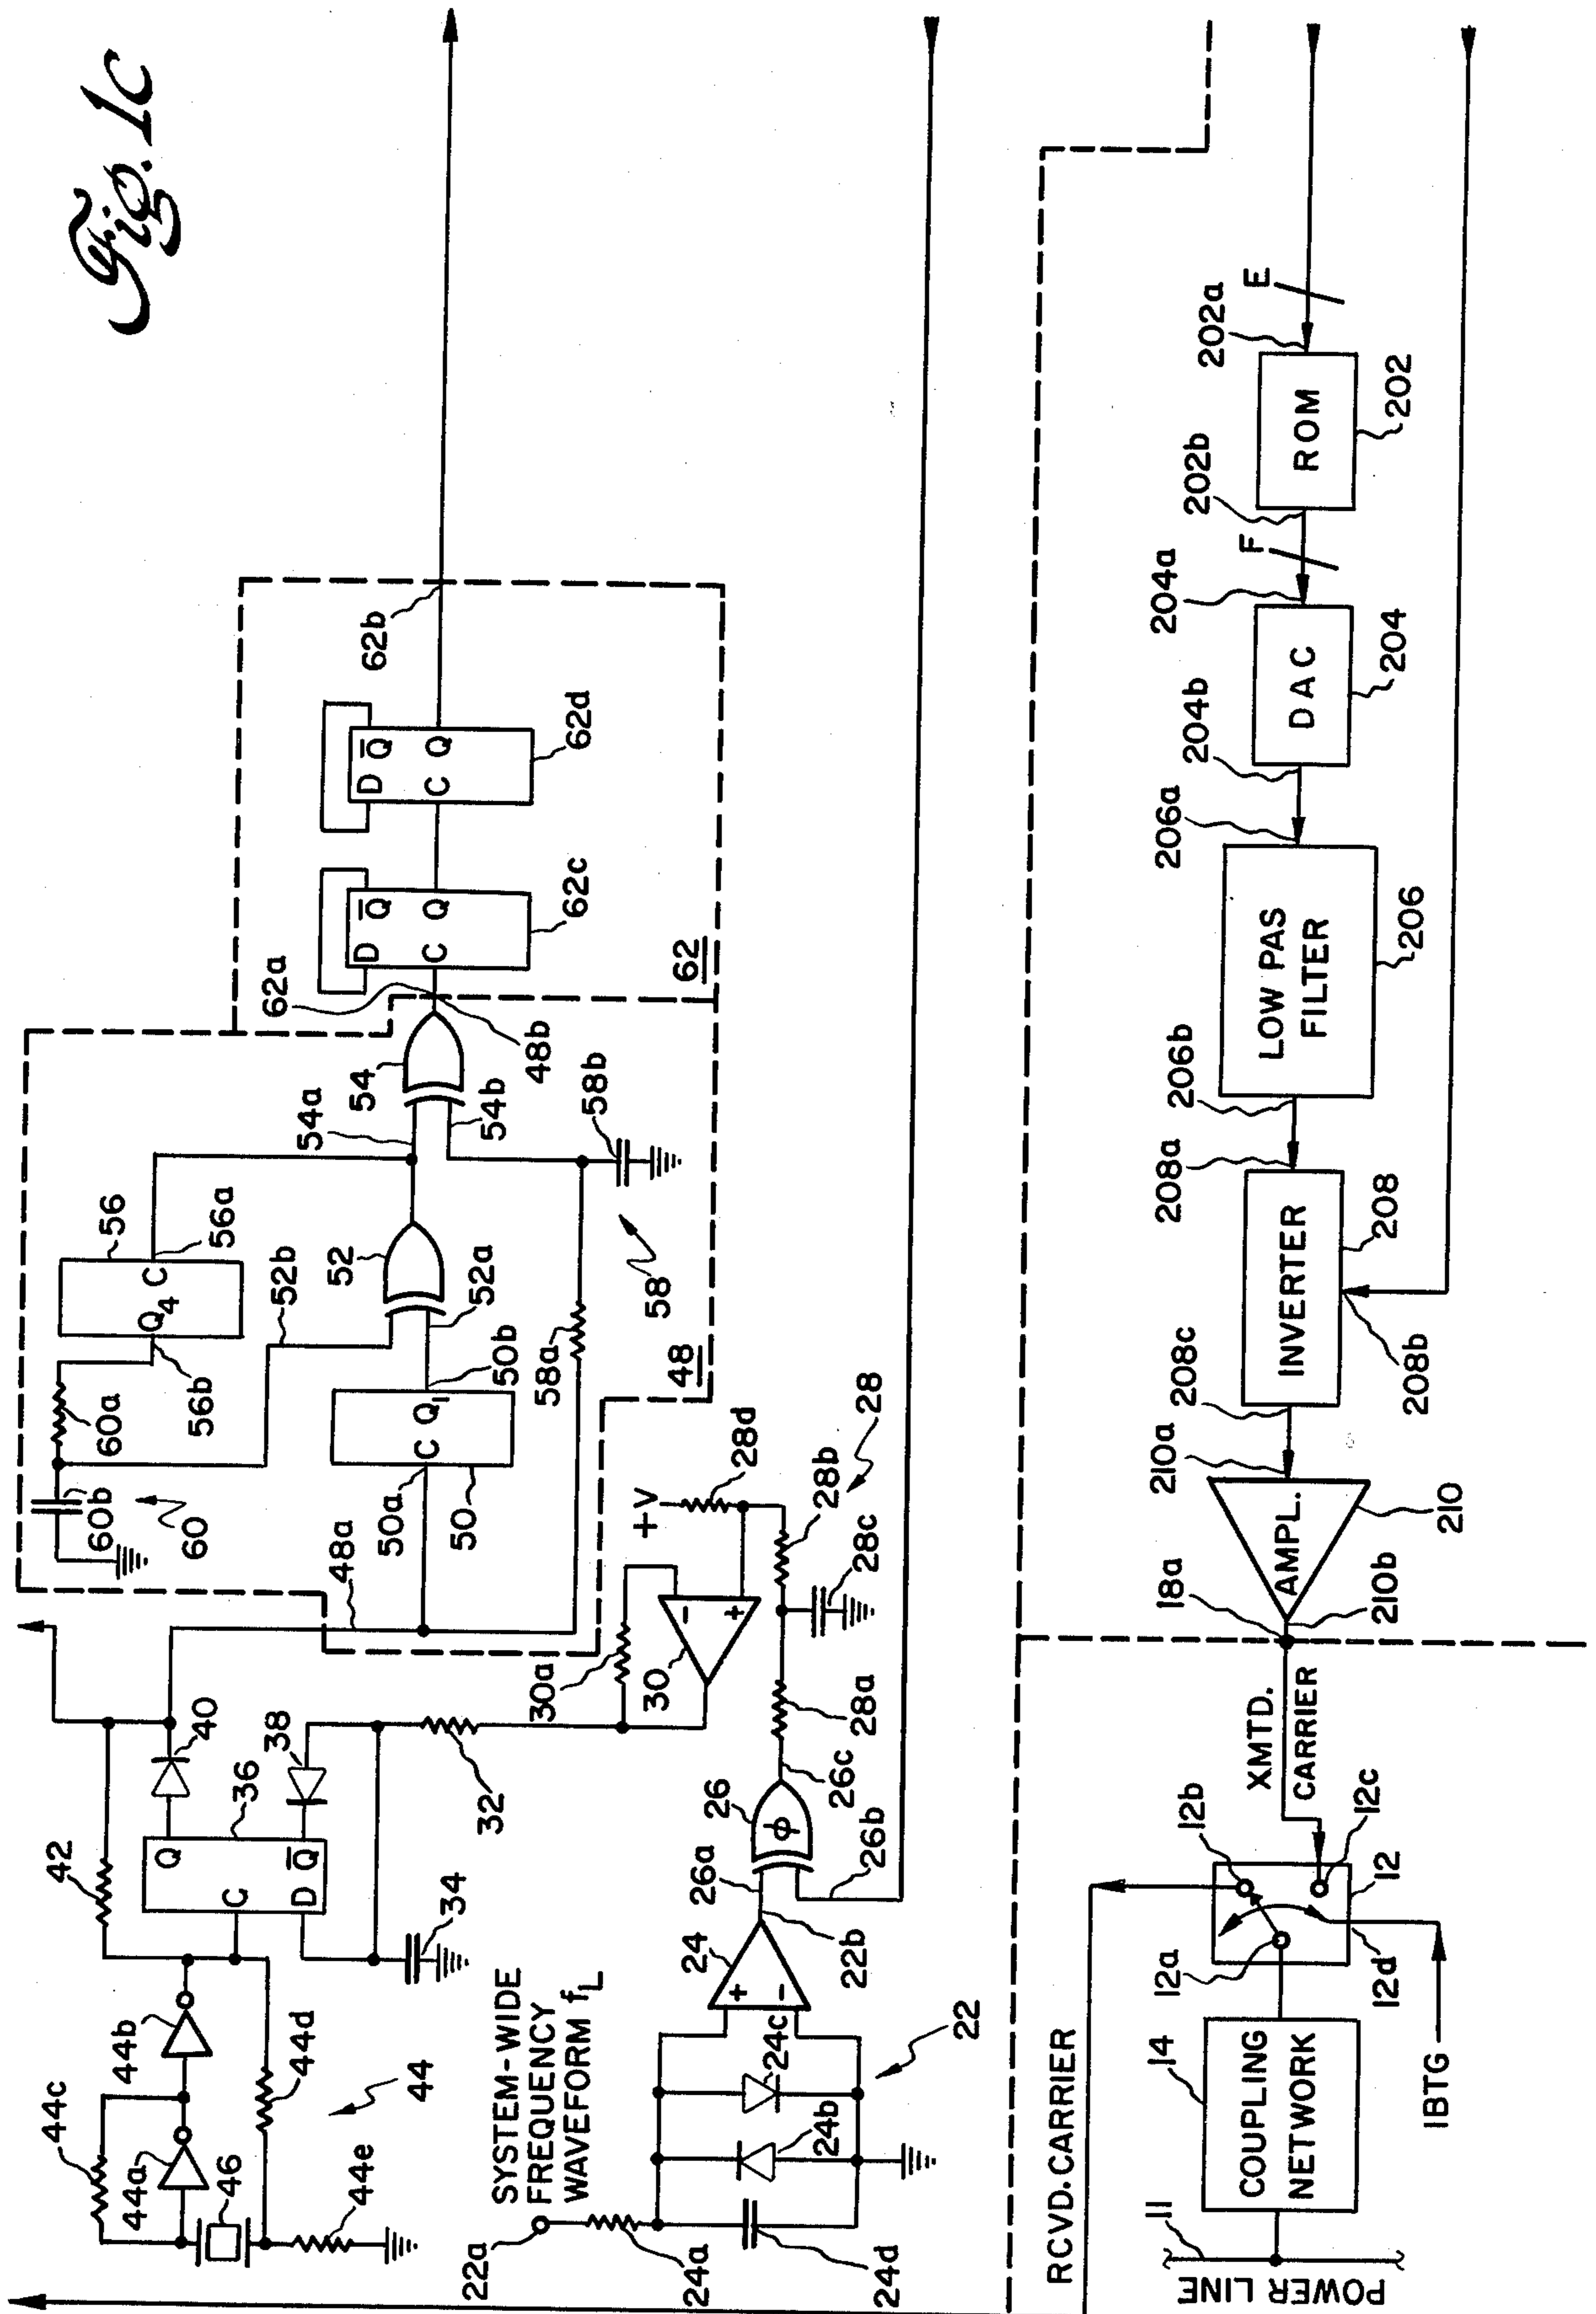 Fig. 1c
44c
44b
44a
46
44d
44e
44
42
Q
C
36
D Q̅
40
38
34
32
48a
60b
60a
60
56b
56
Q4 C
56a
52b
50a
50
C Q1
50b
52
52a
54a
54
54b
48b
58a
58
58b
48
62a
D Q̅
C Q
62c
62
D Q̅
C Q
62d
62b
SYSTEM-WIDE
FREQUENCY
WAVEFORM fL
22a
24a
24d
24b
24c
24
+
-
22
22b
26a
26
ϕ
26b
26c
28a
28c
28b
28d
28
+V
30a
30
-
+
RCVD. CARRIER
POWER LINE
11
14
COUPLING
NETWORK
12a
12b
12c
12
12d
IBTG
XMTD.
CARRIER
18a
210b
AMPL.
210
210a
208c
INVERTER
208
208b
208a
206b
LOW PAS
FILTER
206
206a
204b
DAC
204
204a
F
202b
ROM
202
202a
E